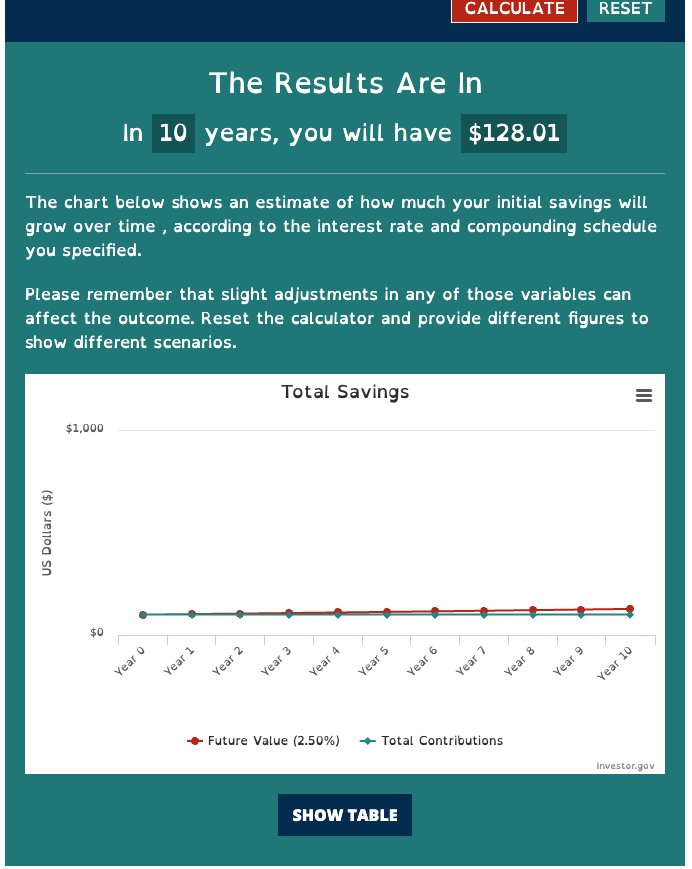 CALCULATE RESET
The Results Are In
In 10 years, you will have $128.01
The chart below shows an estimate of how much your initial savings will
grow over time , according to the interest rate and compounding schedule
you specified.
Please remember that slight adjustments in any of those variables can
affect the outcome. Reset the calculator and provide different figures to
show different scenarios.
Total Savings
$1,000
US Dollars ($)
$0
Year 0 Year 1 Year 2 Year 3 Year 4 Year 5 Year 6 Year 7 Year 8 Year 9 Year 10
Future Value (2.50%) Total Contributions
Investor.gov
SHOW TABLE